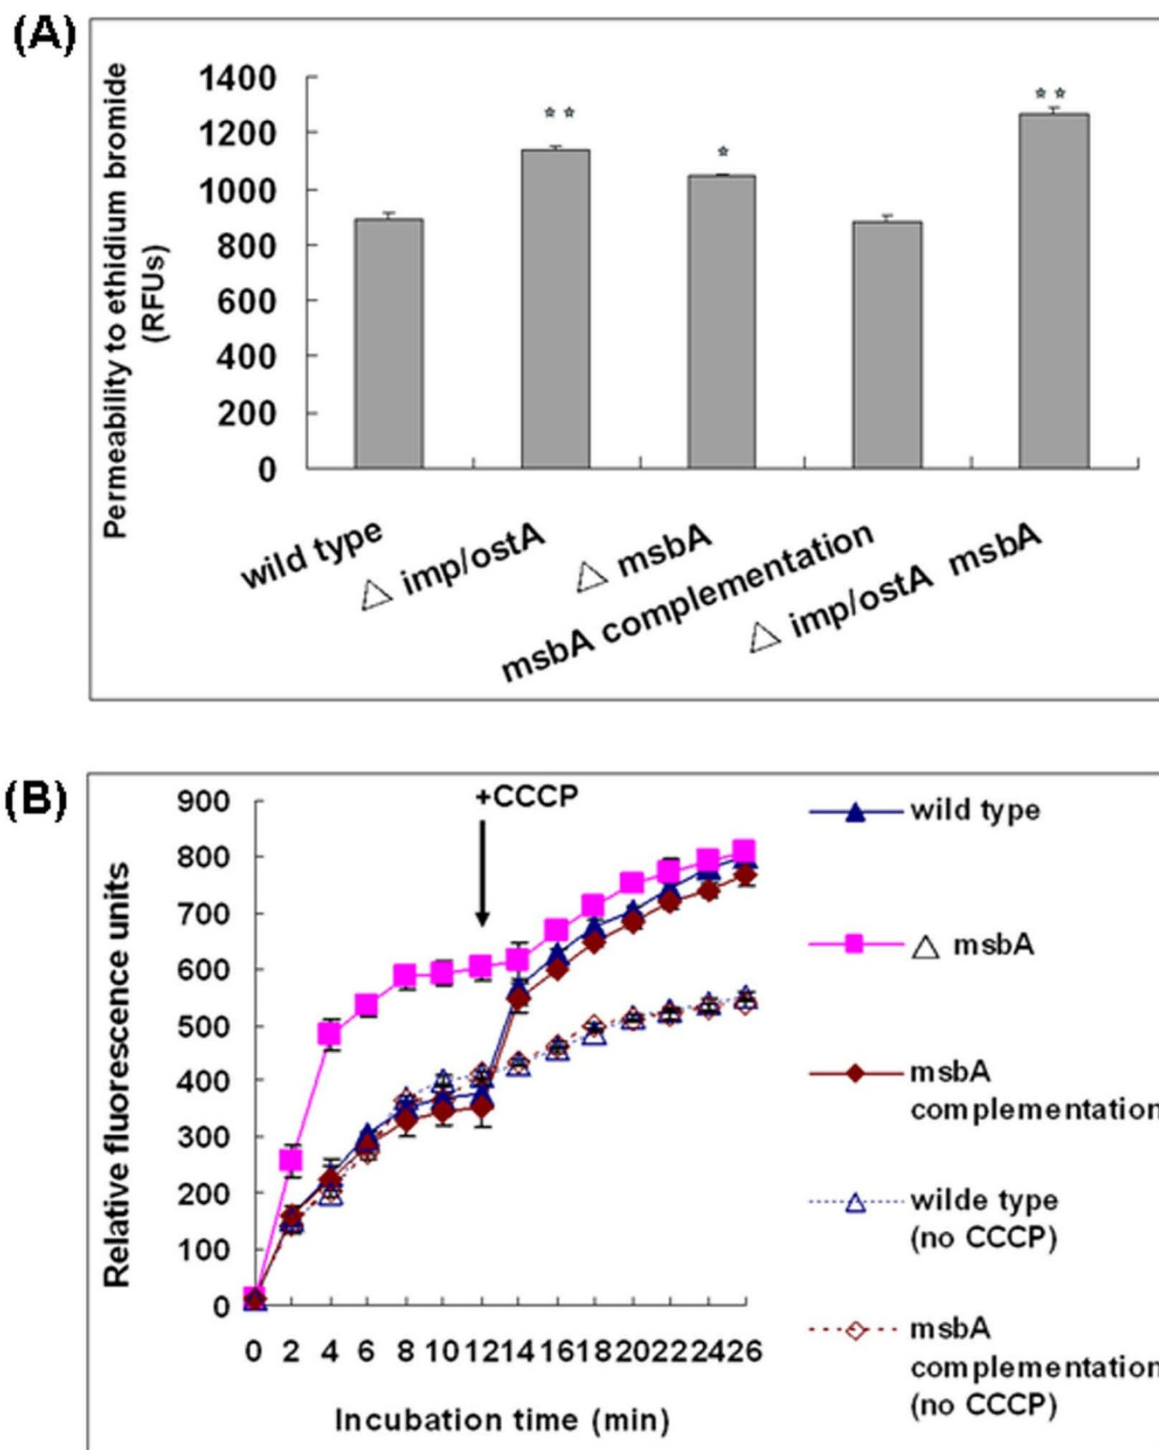 (A)
Permeability to ethidium bromide
(RFUs)
1400
1200
1000
800
600
400
200
0
** 
*
**
wild type
△ imp/ostA
△ msbA
msbA complementation
△ imp/ostA msbA
(B)
Relative fluorescence units
900
800
700
600
500
400
300
200
100
0
+CCCP
0 2 4 6 8 10 12 14 16 18 20 22 24 26
Incubation time (min)
wild type
△ msbA
msbA
complementation
wilde type
(no CCCP)
msbA
complementation
(no CCCP)